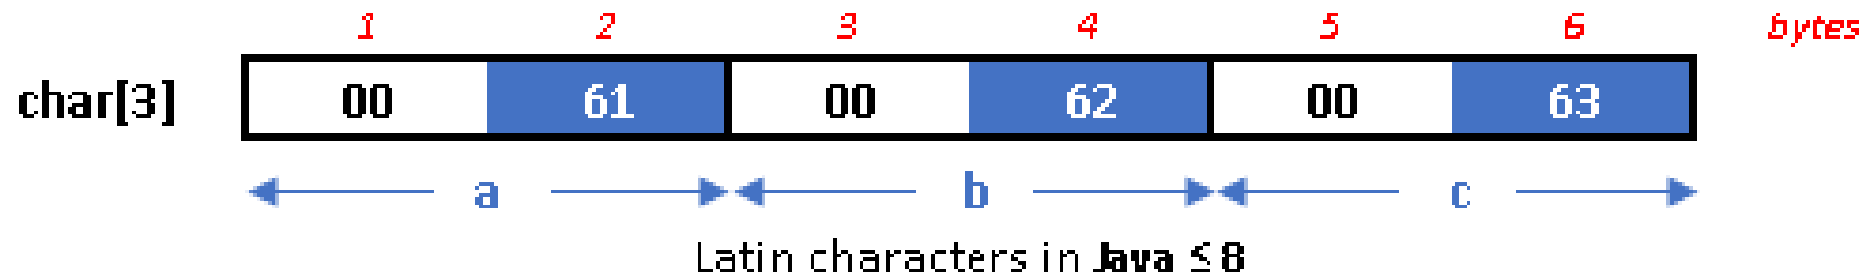 1 2 3 4 5 6 bytes
char[3] 00 61 00 62 00 63
a b c
Latin characters in Java ≤ 8